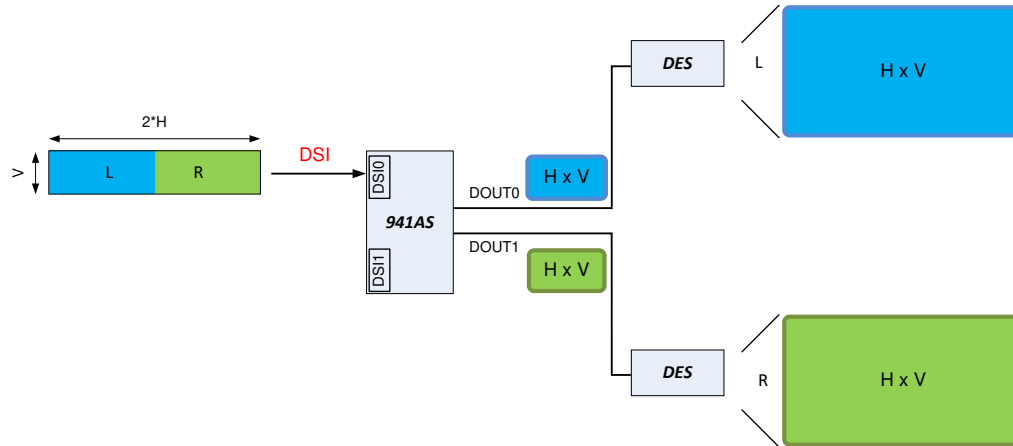 DES
L
H x V
2*H
V
L
R
DSI
DSI0
941AS
DSI1
DOUT0
H x V
DOUT1
H x V
DES
R
H x V